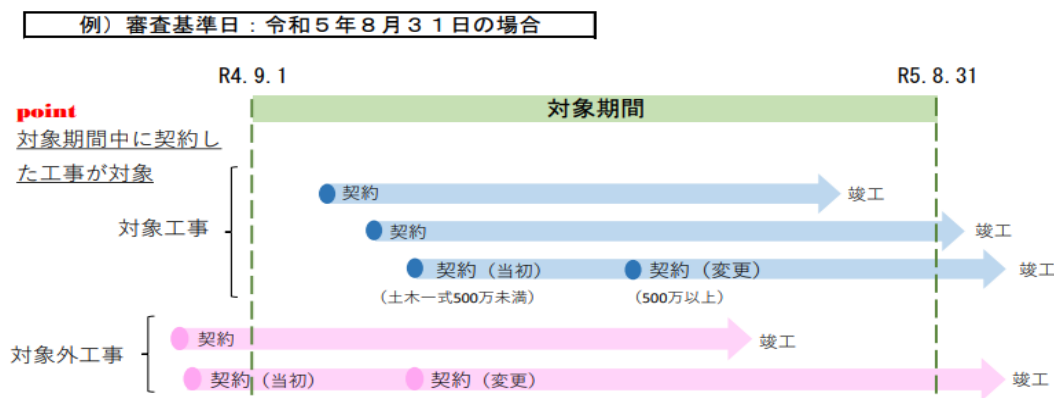 例）審査基準日：令和５年８月３１日の場合
R4.9.1
R5.8.31
point
対象期間
対象期間中に契約し
た工事が対象
対象工事
契約
竣工
契約
竣工
契約（当初）
契約（変更）
竣工
（土木一式500万未満）
（500万以上）
対象外工事
契約
竣工
契約（当初）
契約（変更）
竣工